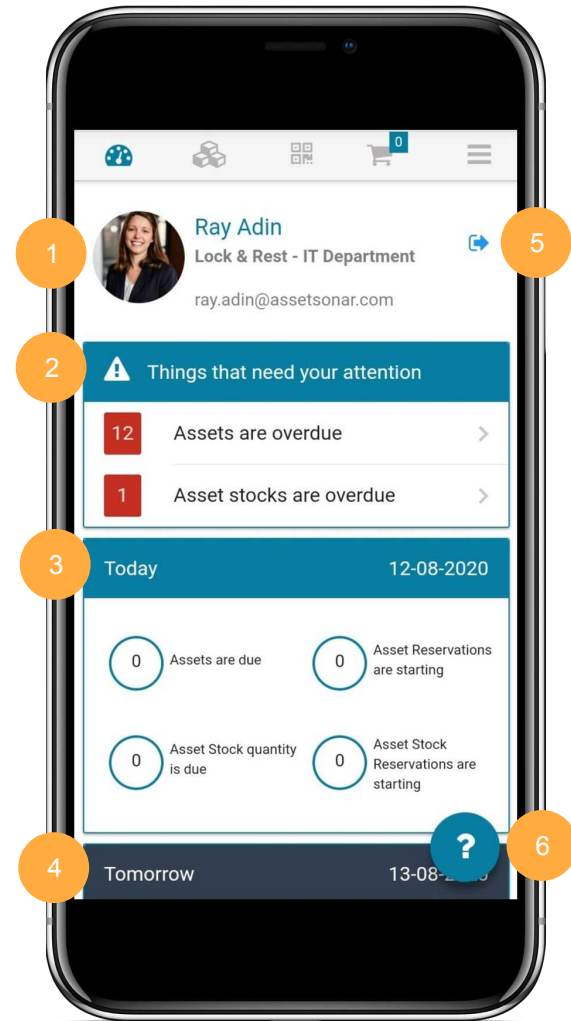 0
1
Ray Adin
Lock & Rest - IT Department
ray.adin@assetsonar.com
5
2
Things that need your attention
12 Assets are overdue
1 Asset stocks are overdue
3
Today 12-08-2020
0 Assets are due
0 Asset Reservations
are starting
0 Asset Stock quantity
is due
0 Asset Stock
Reservations are
starting
?
6
4
Tomorrow 13-08-